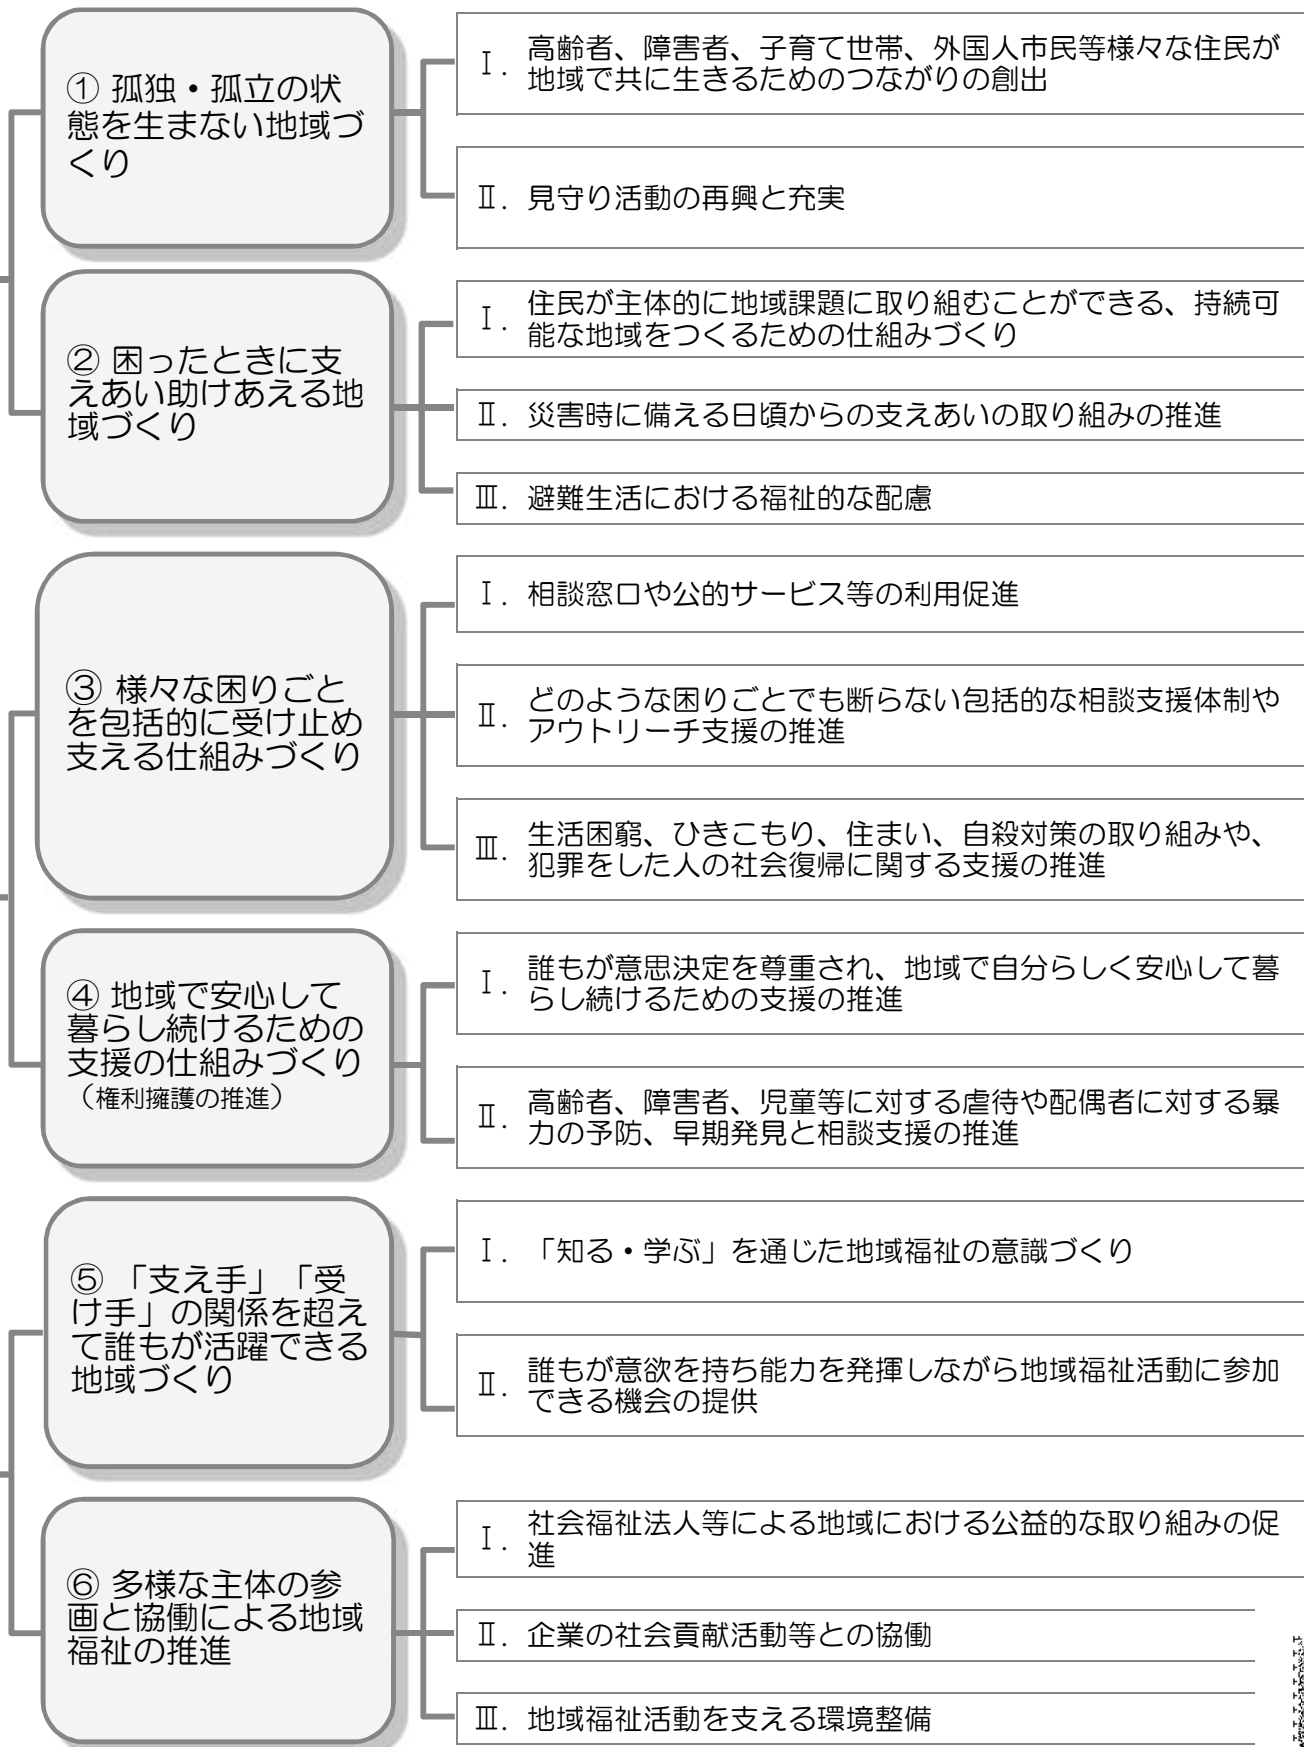 ① 孤独・孤立の状
態を生まない地域づ
くり
Ⅰ. 高齢者、障害者、子育て世帯、外国人市民等様々な住民が
地域で共に生きるためのつながりの創出
Ⅱ. 見守り活動の再興と充実
② 困ったときに支
えあい助けあえる地
域づくり
Ⅰ. 住民が主体的に地域課題に取り組むことができる、持続可
能な地域をつくるための仕組みづくり
Ⅱ. 災害時に備える日頃からの支えあいの取り組みの推進
Ⅲ. 避難生活における福祉的な配慮
③ 様々な困りごと
を包括的に受け止め
支える仕組みづくり
Ⅰ. 相談窓口や公的サービス等の利用促進
Ⅱ. どのような困りごとでも断らない包括的な相談支援体制や
アウトリーチ支援の推進
Ⅲ. 生活困窮、ひきこもり、住まい、自殺対策の取り組みや、
犯罪をした人の社会復帰に関する支援の推進
④ 地域で安心して
暮らし続けるための
支援の仕組みづくり
（権利擁護の推進）
Ⅰ. 誰もが意思決定を尊重され、地域で自分らしく安心して暮
らし続けるための支援の推進
Ⅱ. 高齢者、障害者、児童等に対する虐待や配偶者に対する暴
力の予防、早期発見と相談支援の推進
⑤ 「支え手」「受
け手」の関係を超え
て誰もが活躍できる
地域づくり
Ⅰ. 「知る・学ぶ」を通じた地域福祉の意識づくり
Ⅱ. 誰もが意欲を持ち能力を発揮しながら地域福祉活動に参加
できる機会の提供
⑥ 多様な主体の参
画と協働による地域
福祉の推進
Ⅰ. 社会福祉法人等による地域における公益的な取り組みの促
進
Ⅱ. 企業の社会貢献活動等との協働
Ⅲ. 地域福祉活動を支える環境整備